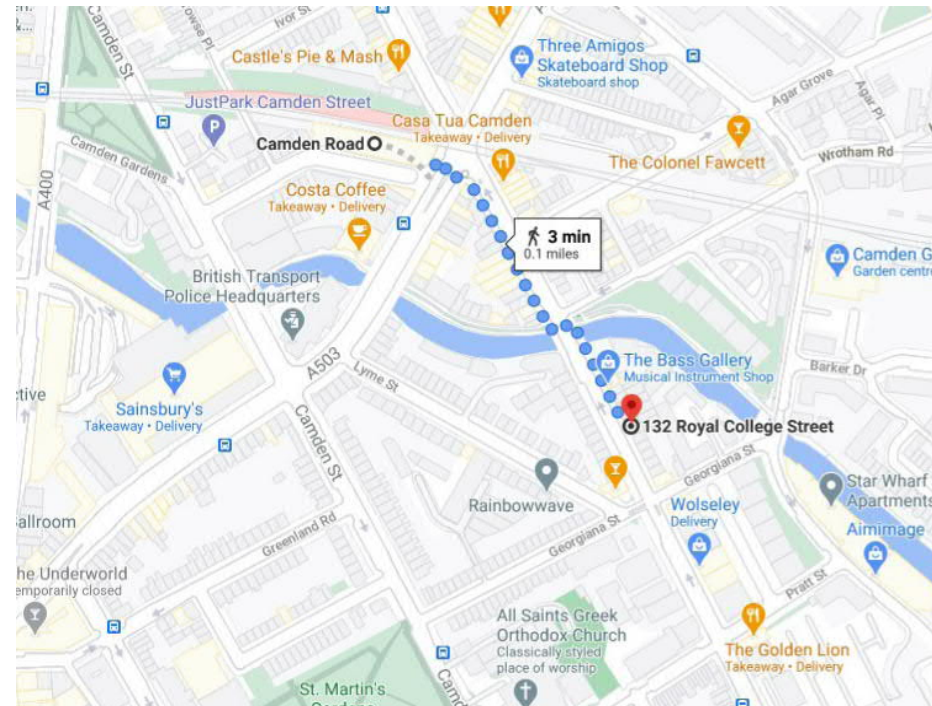 en.
&...
Ivor St
Camden St
owse Pl
Castle's Pie & Mash
Three Amigos
Skateboard Shop
Skateboard shop
Agar Grove
Agar Pl
JustPark Camden Street
P
Casa Tua Camden
Takeaway • Delivery
Camden Road
The Colonel Fawcett
Wrotham Rd
Camden Gardens
A400
Costa Coffee
Takeaway • Delivery
3 min
0.1 miles
Camden G
Garden centr
British Transport
Police Headquarters
A503
Lyme St
The Bass Gallery
Musical Instrument Shop
Barker Dr
ctive
Sainsbury's
Takeaway • Delivery
Camden St
132 Royal College Street
Georgiana St
Rainbowwave
Star Wharf
Apartments
Wolseley
Delivery
Aimimage
allroom
Greenland Rd
Georgiana St
Pratt St
he Underworld
emporarily closed
All Saints Greek
Orthodox Church
Classically styled
place of worship
The Golden Lion
Takeaway • Delivery
St. Martin's
Cam